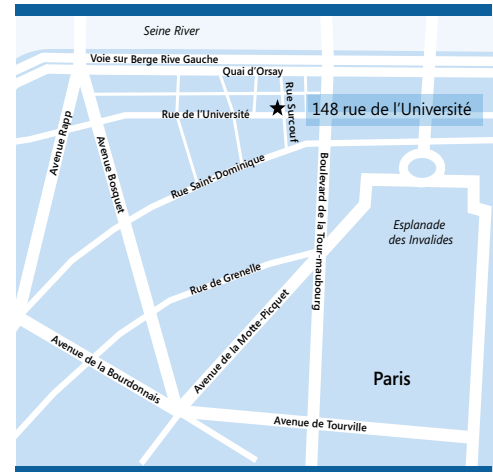 Seine River
Voie sur Berge Rive Gauche
Quai d’Orsay
Rue de l’Université
Rue Surcouf
148 rue de l’Université
Avenue Rapp
Avenue Bosquet
Rue Saint-Dominique
Boulevard de la Tour-maubourg
Esplanade
des Invalides
Rue de Grenelle
Avenue de la Motte-Picquet
Avenue de la Bourdonnais
Paris
Avenue de Tourville